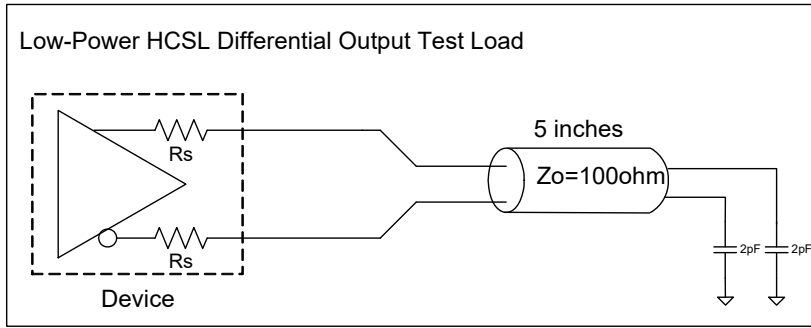 Low-Power HCSL Differential Output Test Load
5 inches
Rs
Zo=100ohm
Rs
2pF
2pF
Device